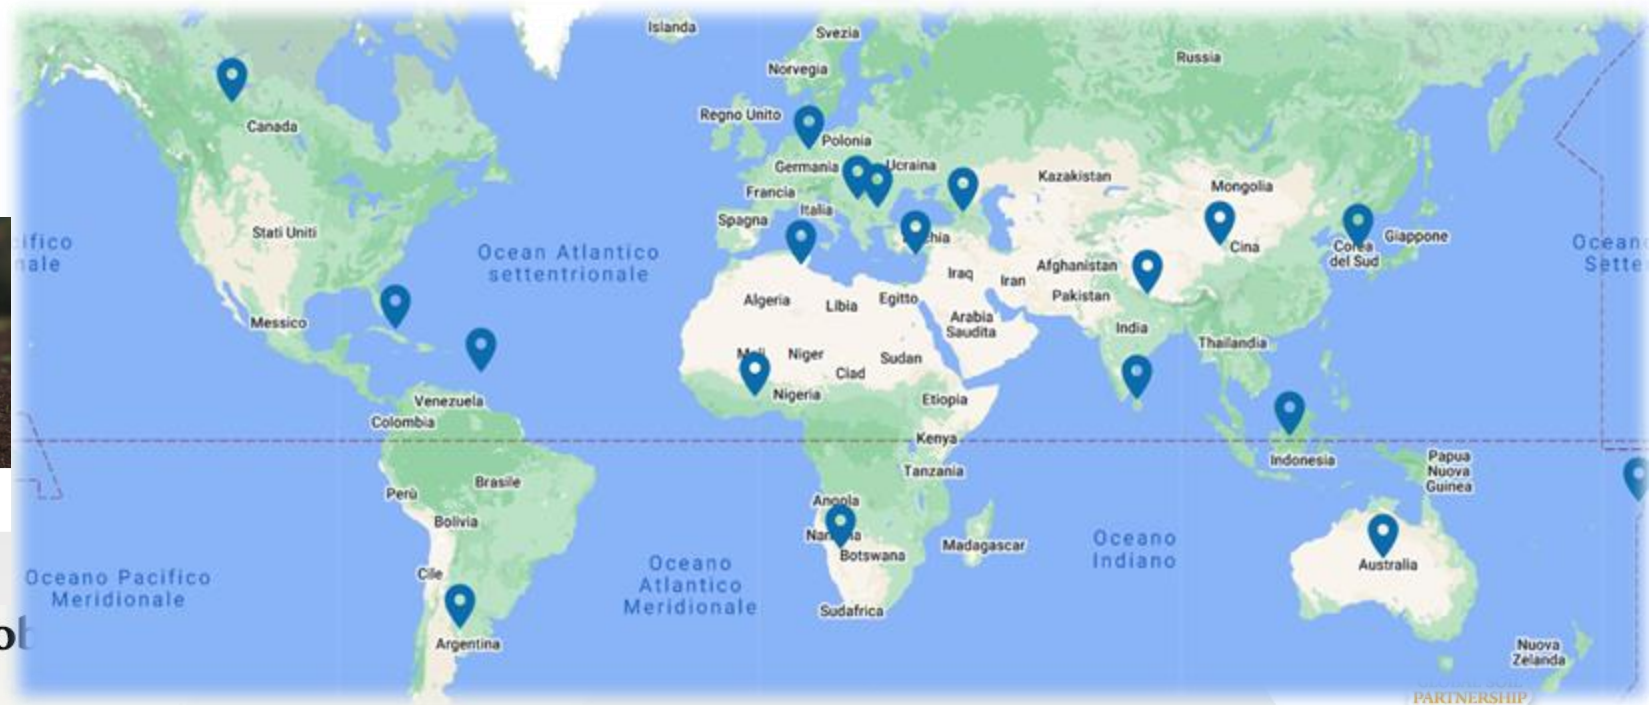 Islanda
Svezia
Russia
Norvegia
Regno Unito
Canada
Polonia
Germania
Ucraina
Kazakistan
Mongolia
Francia
Italia
Spagna
Stati Uniti
Cina
Giappone
Corea
del Sud
Ocean Atlantico
settentrionale
Afghanistan
Iraq
Iran
Pakistan
Algeria
Libia
Egitto
Arabia
Saudita
Messico
India
Thailandia
Niger
Sudan
Ciad
Nigeria
Etiopia
Venezuela
Colombia
Kenya
Indonesia
Papua
Nuova
Guinea
Tanzania
Brasile
Perù
Angola
Bolivia
Botswana
Madagascar
Oceano
Indiano
Cile
Oceano Pacifico
Meridionale
Oceano
Atlantico
Meridionale
Australia
Sudafrica
Argentina
Nuova
Zelanda
PARTNERSHIP